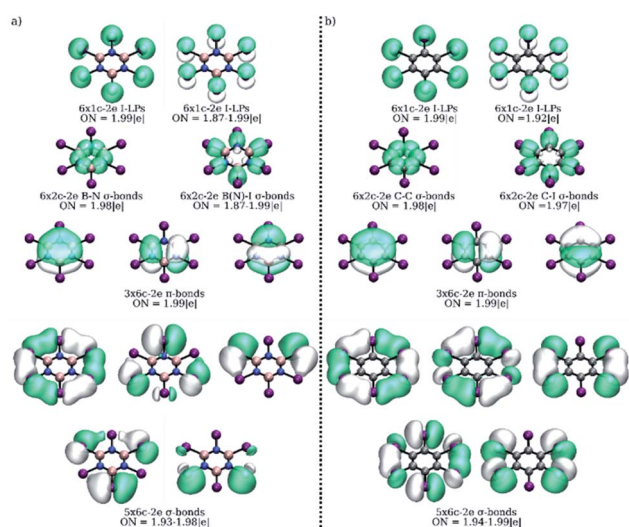 a)
6x1c-2e I-LPs
ON = 1.99|e|
6x1c-2e I-LPs
ON = 1.87-1.99|e|
6x2c-2e B-N σ-bonds
ON = 1.98|e|
6x2c-2e B(N)-I σ-bonds
ON = 1.87-1.99|e|
3x6c-2e π-bonds
ON = 1.99|e|
5x6c-2e σ-bonds
ON = 1.93-1.98|e|
b)
6x1c-2e I-LPs
ON = 1.99|e|
6x1c-2e I-LPs
ON =1.92|e|
6x2c-2e C-C σ-bonds
ON = 1.98|e|
6x2c-2e C-I σ-bonds
ON =1.97|e|
3x6c-2e π-bonds
ON = 1.99|e|
5x6c-2e σ-bonds
ON = 1.94-1.99|e|